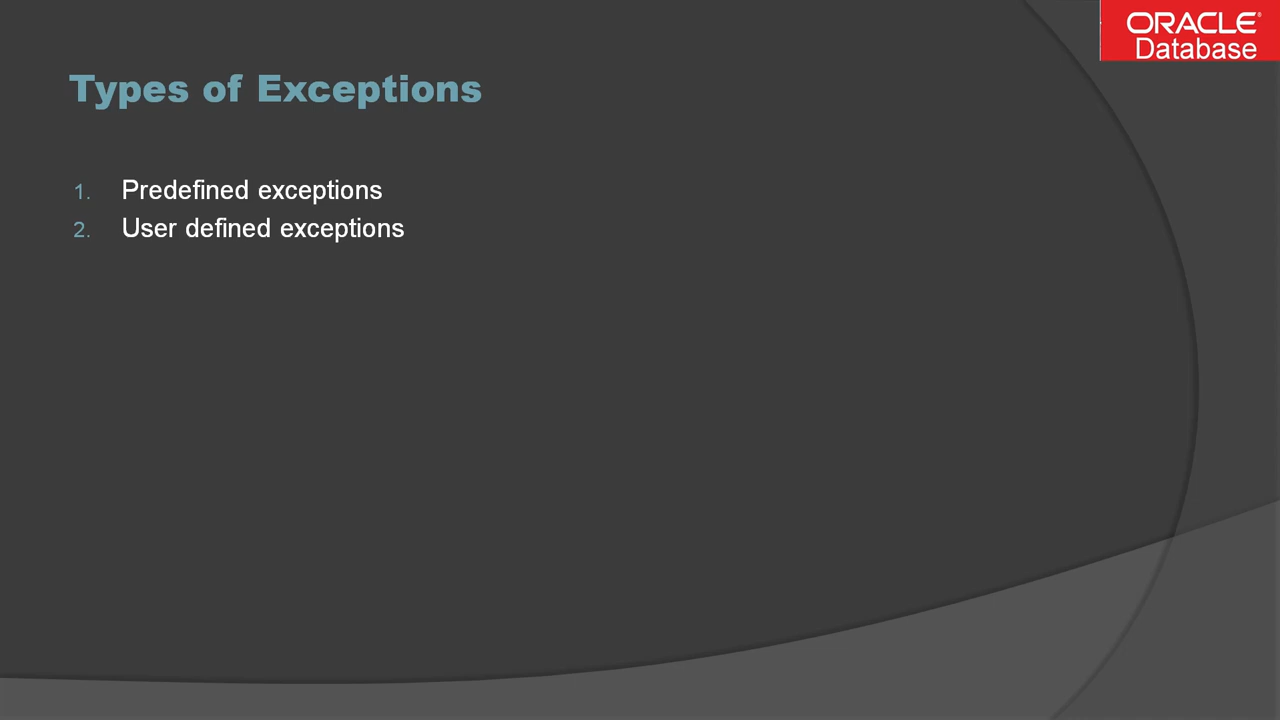 ORACLE®
Database
Types of Exceptions
1. Predefined exceptions
2. User defined exceptions